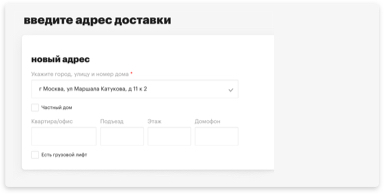 введите адрес доставки
новый адрес
Укажите город, улицу и номер дома *
г Москва, ул Маршала Катукова, д 11 к 2
Частный дом
Квартира/офис Подъезд Этаж Домофон
Есть грузовой лифт